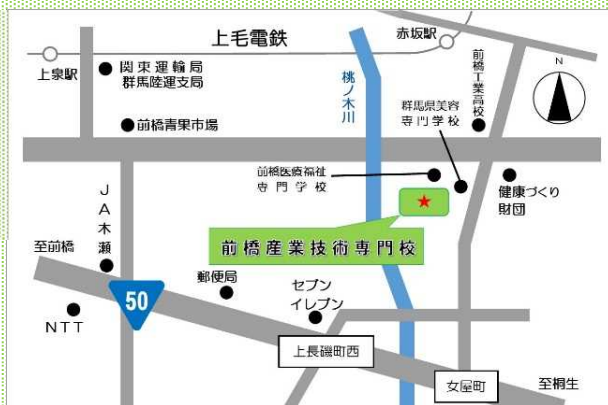 上毛電鉄
赤坂駅
上泉駅
関東運輸局
群馬陸運支局
前橋青果市場
桃ノ木川
前橋工業高校
N
群馬県美容
専門学校
前橋医療福祉
専門学校
健康づくり
財団
JA木瀬
前橋産業技術専門校
至前橋
50
郵便局
セブン
イレブン
NTT
上長磯町西
女屋町
至桐生